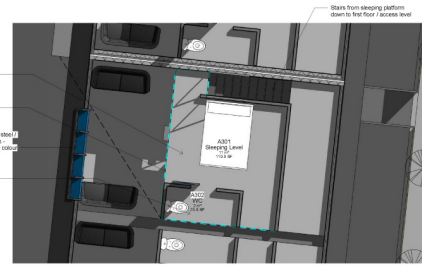 Stairs from sleeping platform
down to first floor / access level
steel /
colour
A301
Sleeping Level
A302
WC